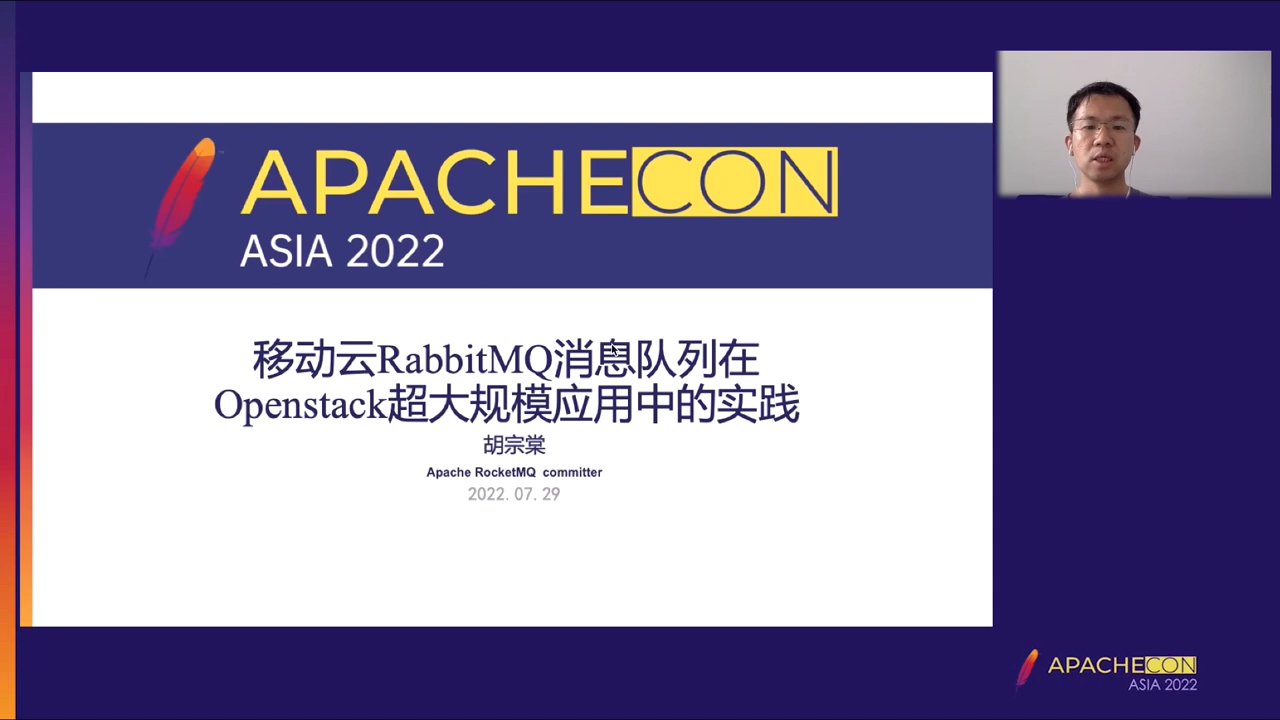 APACHECON
ASIA 2022
移动云RabbitMQ消息队列在
Openstack超大规模应用中的实践
胡宗棠
Apache RocketMQ committer
2022. 07. 29
APACHECON
ASIA 2022